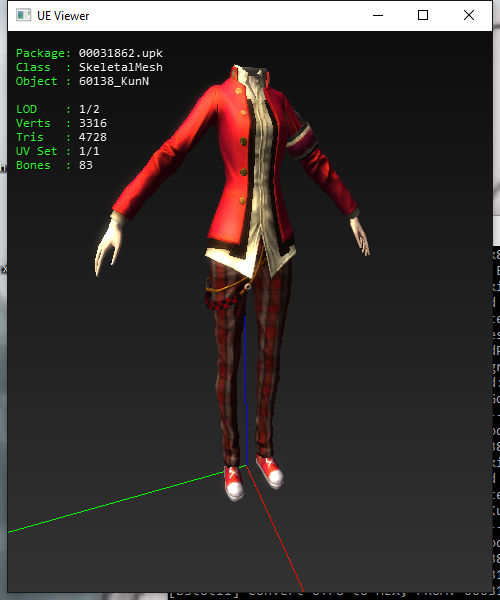 UE Viewer
Package: 00031862.upk
Class : SkeletalMesh
Object : 60138_KunN
LOD : 1/2
Verts : 3316
Tris : 4728
UV Set : 1/1
Bones : 83